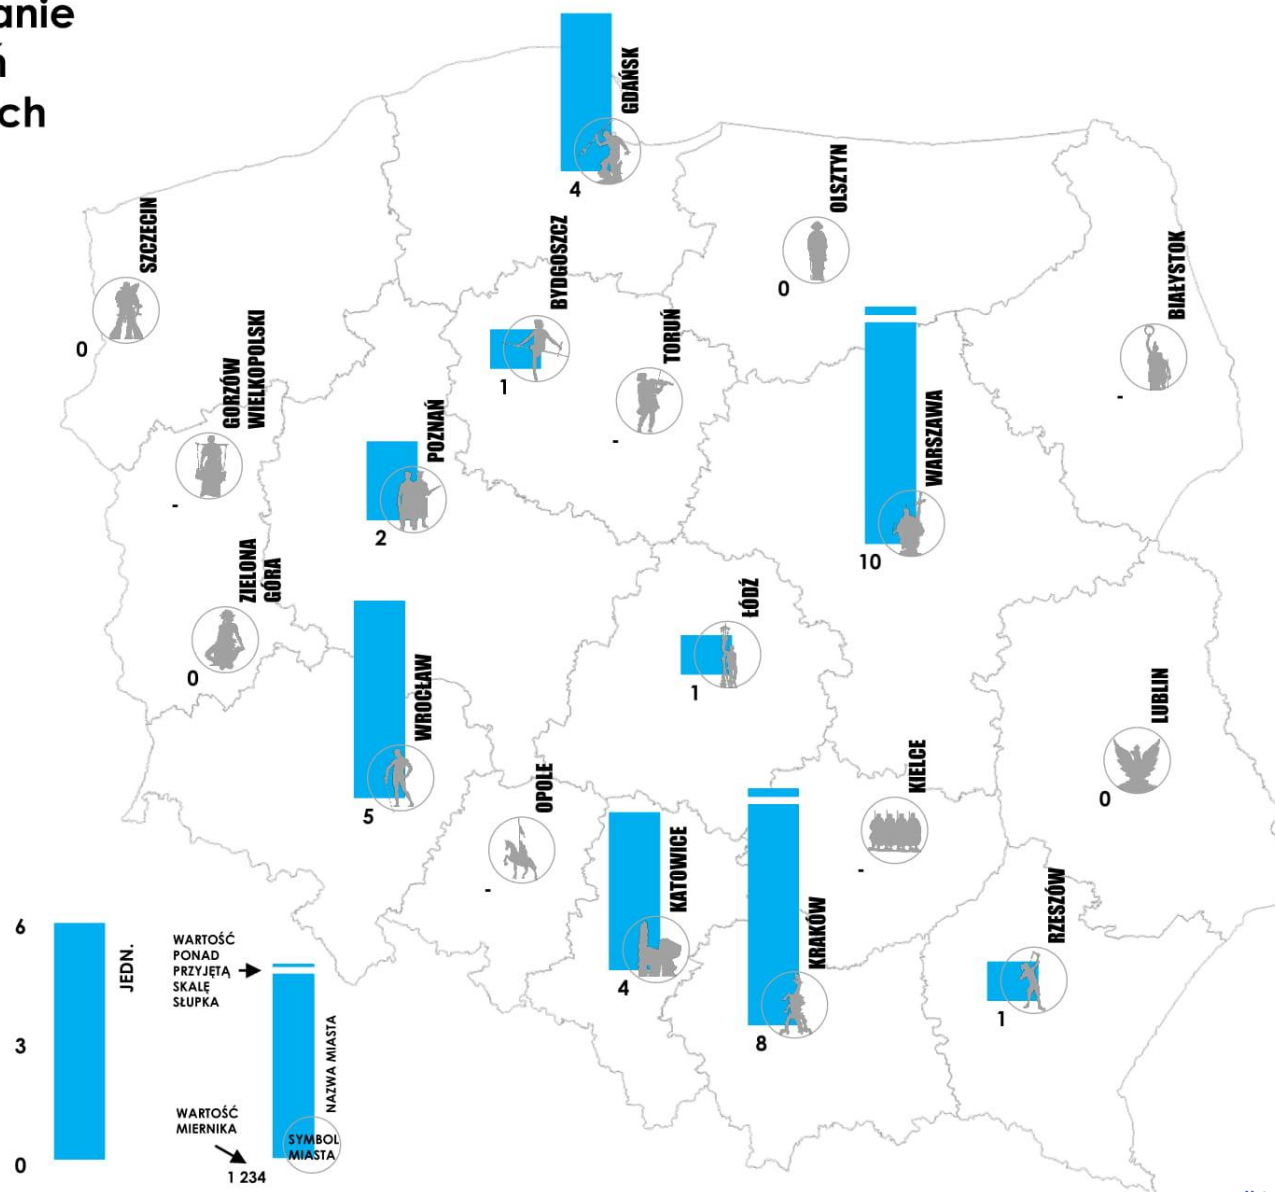 anie
ń
ch
GDAŃSK
4
OLSZTYN
0
SZCZECIN
0
BYDGOSZCZ
1
TORUŃ
-
BIAŁYSTOK
-
GORZÓW
WIELKOPOLSKI
-
POZNAŃ
2
WARSZAWA
10
ZIELONA
GÓRA
0
ŁÓDŹ
1
WROCŁAW
5
LUBLIN
0
OPOLE
-
KIELCE
-
KATOWICE
4
KRAKÓW
8
RZESZÓW
1
6
3
0
JEDN.
WARTOŚĆ
PONAD
PRZYJĘTĄ
SKALĘ
SŁUPKA
NAZWA MIASTA
WARTOŚĆ
MIERNIKA
SYMBOL
MIASTA
1 234